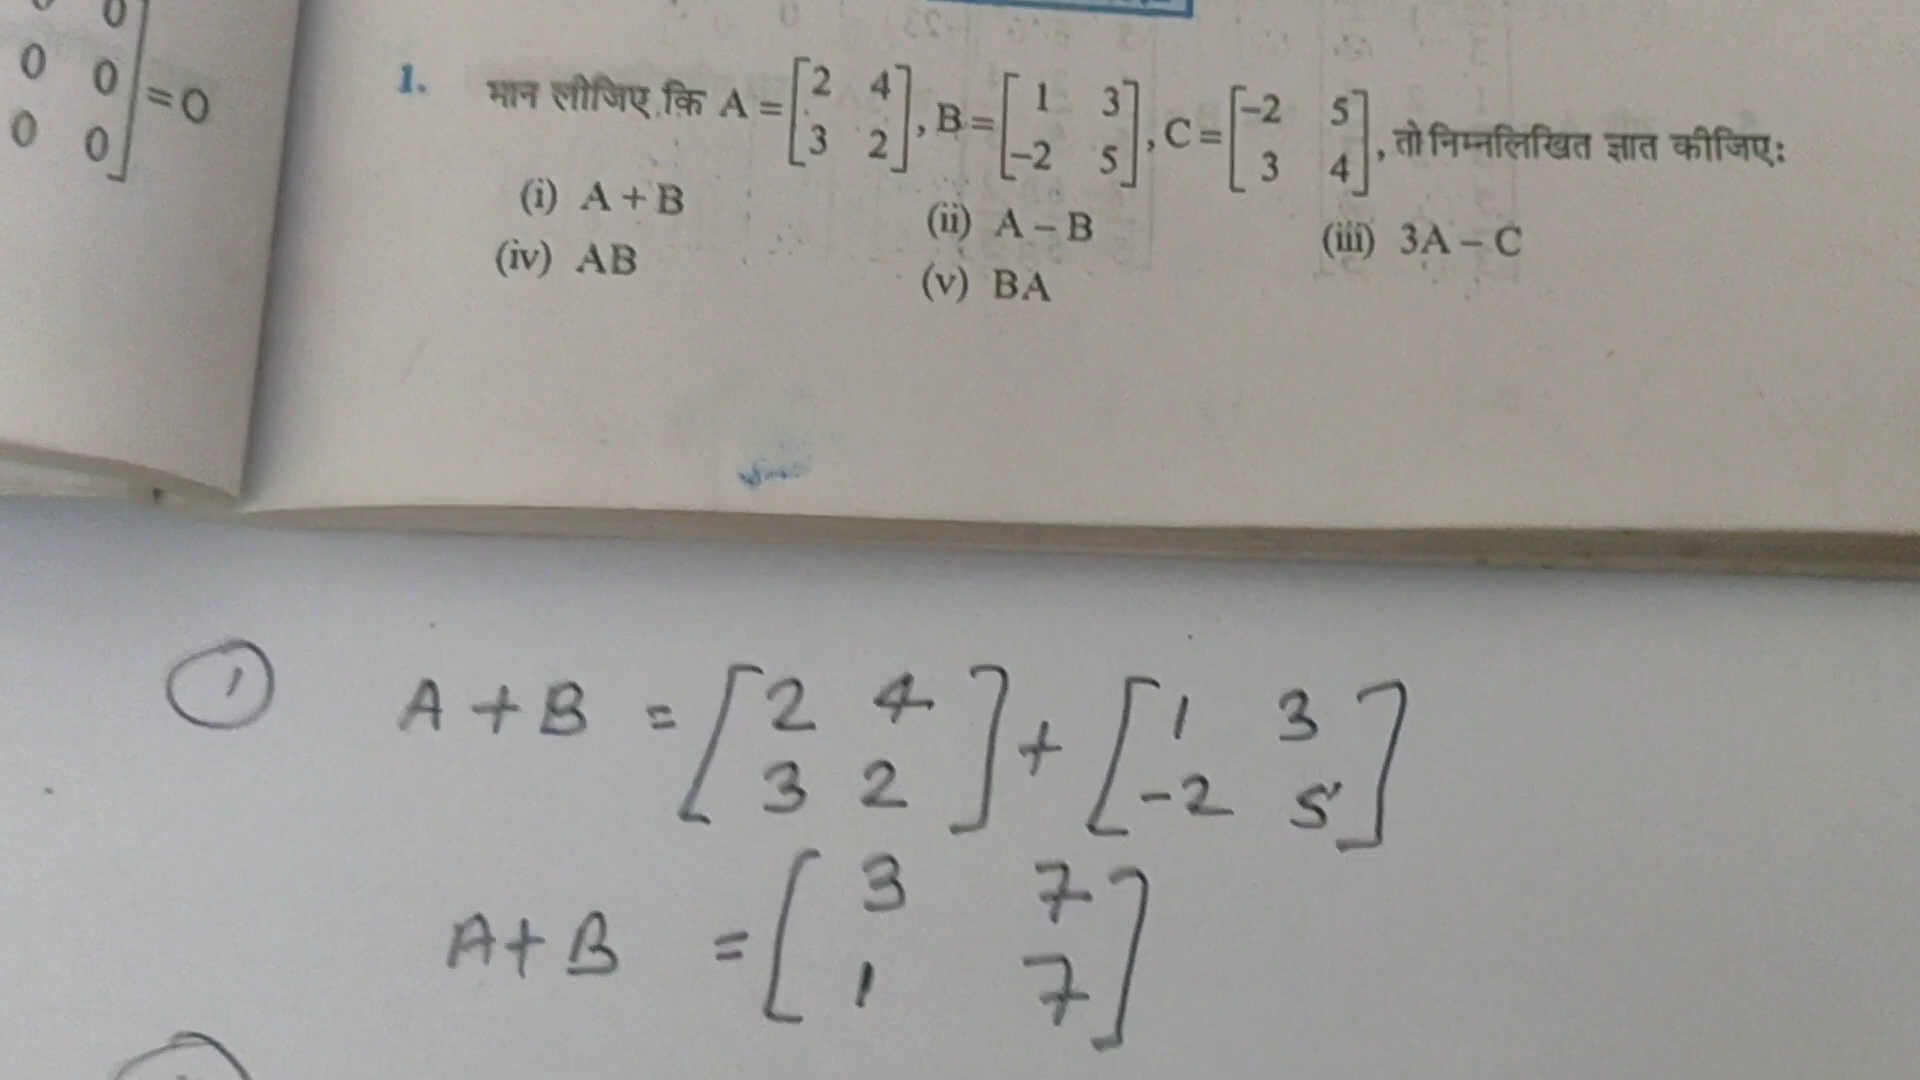 0
0 0
0 0 =0
1. मान लीजिए कि A = [2 4], B = [1 3], C = [-2 5], तो निम्नलिखित ज्ञात कीजिए:
[3 2] [-2 5] [3 4]
(i) A + B (ii) A – B (iii) 3A – C
(iv) AB (v) BA
1 A + B = [2 4] + [1 3]
[3 2] [-2 5]
A + B = [3 7]
[1 7]